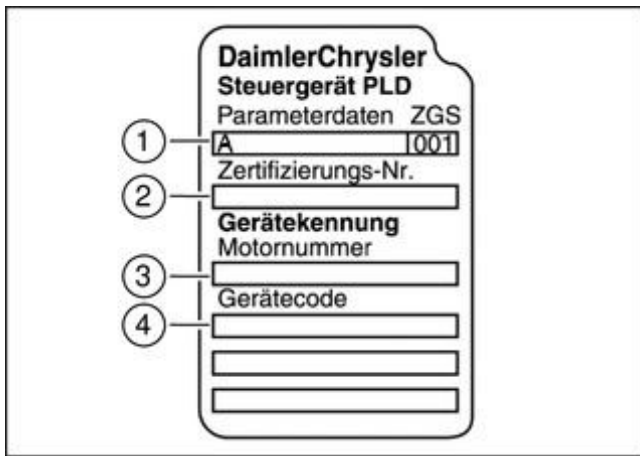 DaimlerChrysler
Steuergerät PLD
Parameterdaten ZGS
1 A 001
Zertifizierungs-Nr.
2
Gerätekennung
Motornummer
3
Gerätecode
4